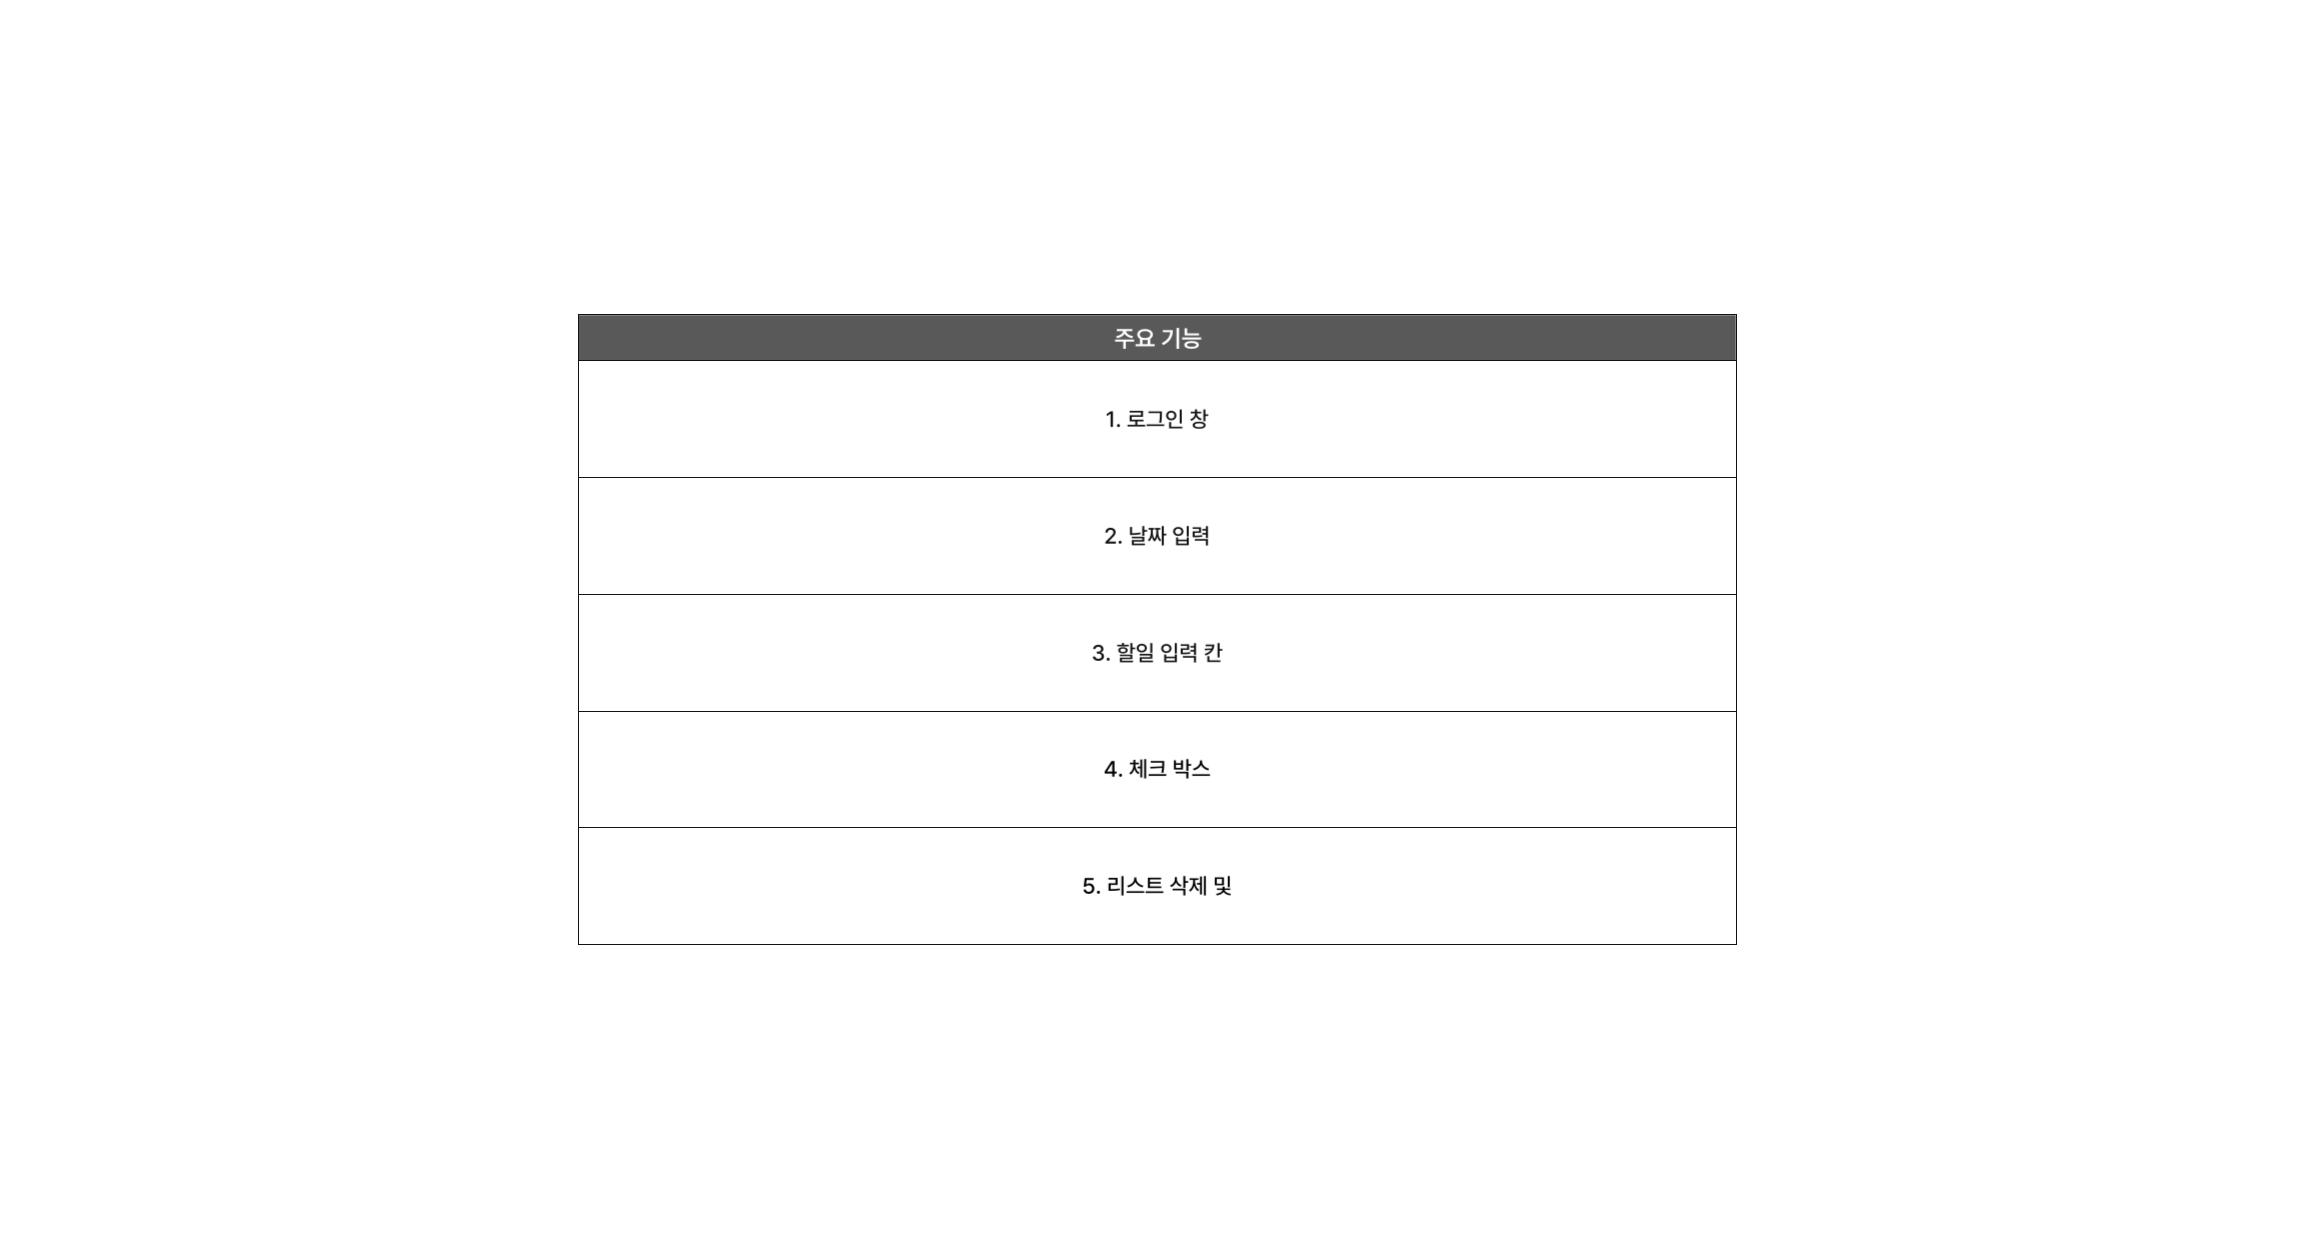 주요 기능
1. 로그인 창
2. 날짜 입력
3. 할일 입력 칸
4. 체크 박스
5. 리스트 삭제 및